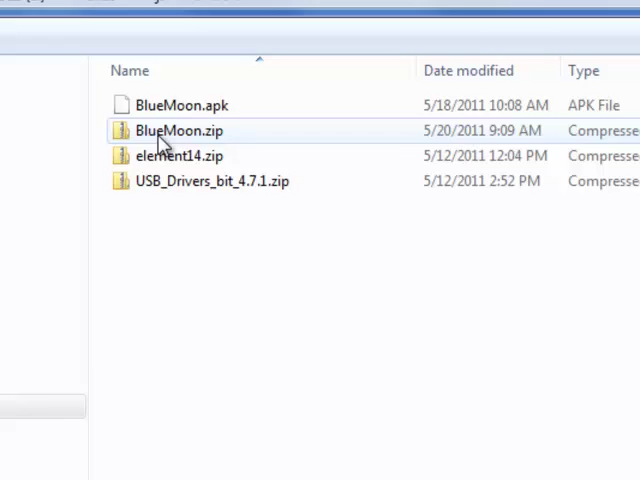 Name Date modified Type
BlueMoon.apk 5/18/2011 10:08 AM APK File
BlueMoon.zip 5/20/2011 9:09 AM Compresse
element14.zip 5/12/2011 12:04 PM Compresse
USB_Drivers_bit_4.7.1.zip 5/12/2011 2:52 PM Compresse